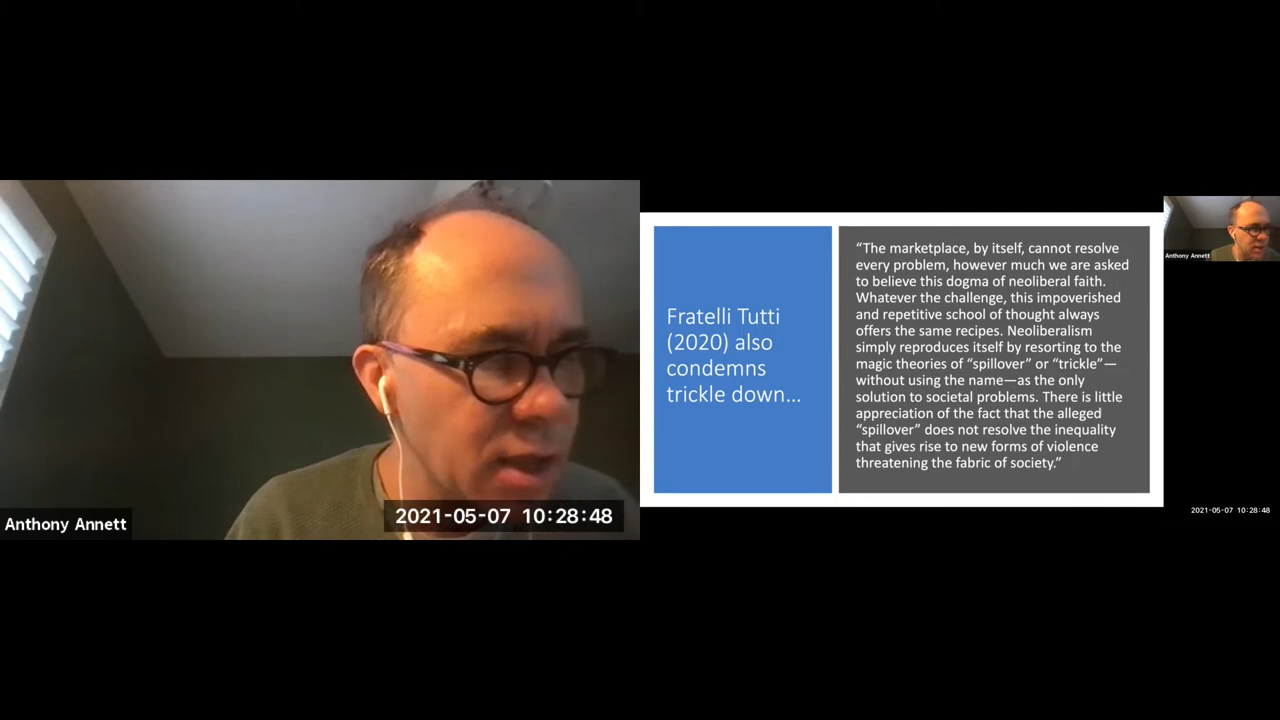 Anthony Annett
2021-05-07 10:28:48
Fratelli Tutti
(2020) also
condemns
trickle down…
“The marketplace, by itself, cannot resolve
every problem, however much we are asked
to believe this dogma of neoliberal faith.
Whatever the challenge, this impoverished
and repetitive school of thought always
offers the same recipes. Neoliberalism
simply reproduces itself by resorting to the
magic theories of “spillover” or “trickle”—
without using the name—as the only
solution to societal problems. There is little
appreciation of the fact that the alleged
“spillover” does not resolve the inequality
that gives rise to new forms of violence
threatening the fabric of society.”
Anthony Annett
2021-05-07 10:28:48